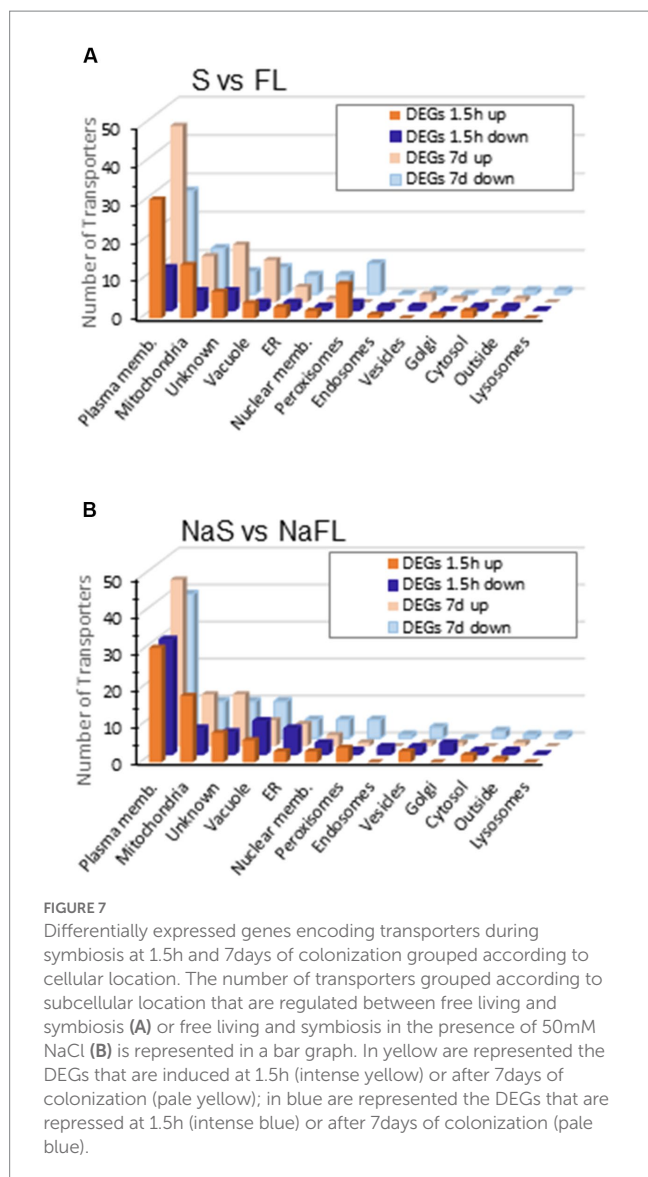 A
S vs FL
DEGs 1.5h up
DEGs 1.5h down
DEGs 7d up
DEGs 7d down
Number of Transporters
50
40
30
20
10
0
Plasma memb.
Mitochondria
Unknown
Vacuole
ER
Nuclear memb.
Peroxisomes
Endosomes
Vesicles
Golgi
Cytosol
Outside
Lysosomes
B
NaS vs NaFL
DEGs 1.5h up
DEGs 1.5h down
DEGs 7d up
DEGs 7d down
Number of Transporters
50
40
30
20
10
0
Plasma memb.
Mitochondria
Unknown
Vacuole
ER
Nuclear memb.
Peroxisomes
Endosomes
Vesicles
Golgi
Cytosol
Outside
Lysosomes
FIGURE 7
Differentially expressed genes encoding transporters during
symbiosis at 1.5h and 7days of colonization grouped according to
cellular location. The number of transporters grouped according to
subcellular location that are regulated between free living and
symbiosis (A) or free living and symbiosis in the presence of 50mM
NaCl (B) is represented in a bar graph. In yellow are represented the
DEGs that are induced at 1.5h (intense yellow) or after 7days of
colonization (pale yellow); in blue are represented the DEGs that are
repressed at 1.5h (intense blue) or after 7days of colonization (pale
blue).